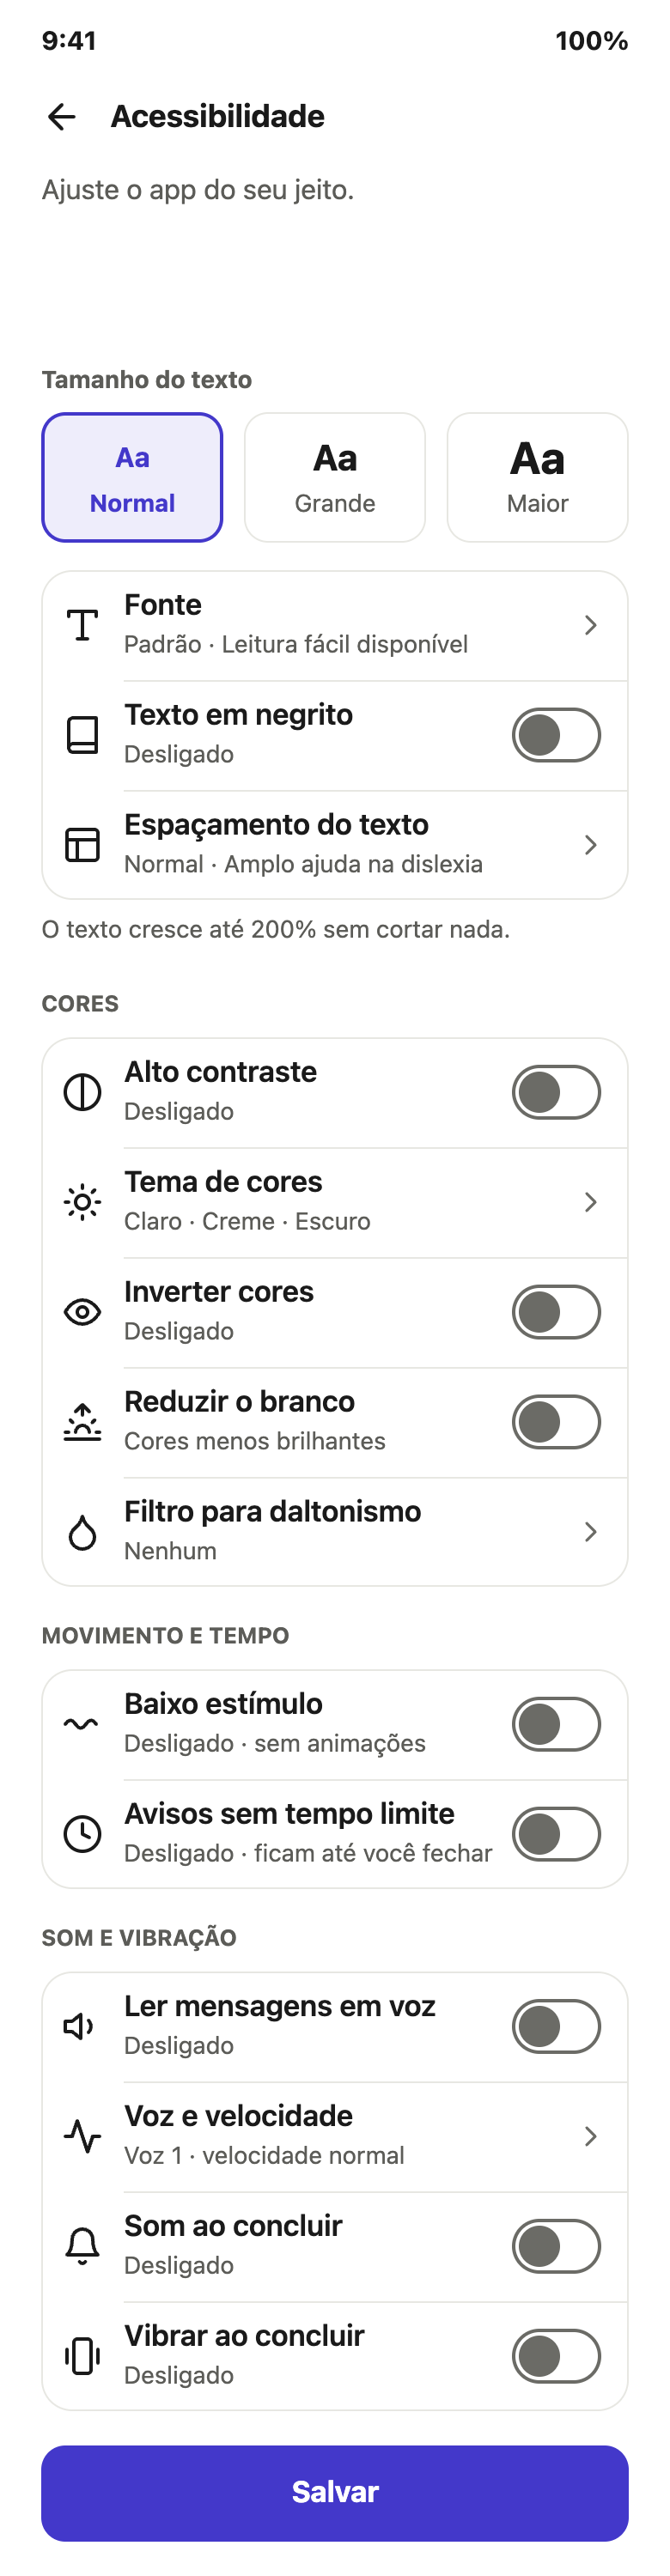 9:41 100%
Acessibilidade
Ajuste o app do seu jeito.
Tamanho do texto
Aa Aa Aa
Normal Grande Maior
Fonte
Padrão · Leitura fácil disponível
Texto em negrito
Desligado
Espaçamento do texto
Normal · Amplo ajuda na dislexia
O texto cresce até 200% sem cortar nada.
CORES
Alto contraste
Desligado
Tema de cores
Claro · Creme · Escuro
Inverter cores
Desligado
Reduzir o branco
Cores menos brilhantes
Filtro para daltonismo
Nenhum
MOVIMENTO E TEMPO
Baixo estímulo
Desligado · sem animações
Avisos sem tempo limite
Desligado · ficam até você fechar
SOM E VIBRAÇÃO
Ler mensagens em voz
Desligado
Voz e velocidade
Voz 1 · velocidade normal
Som ao concluir
Desligado
Vibrar ao concluir
Desligado
Salvar